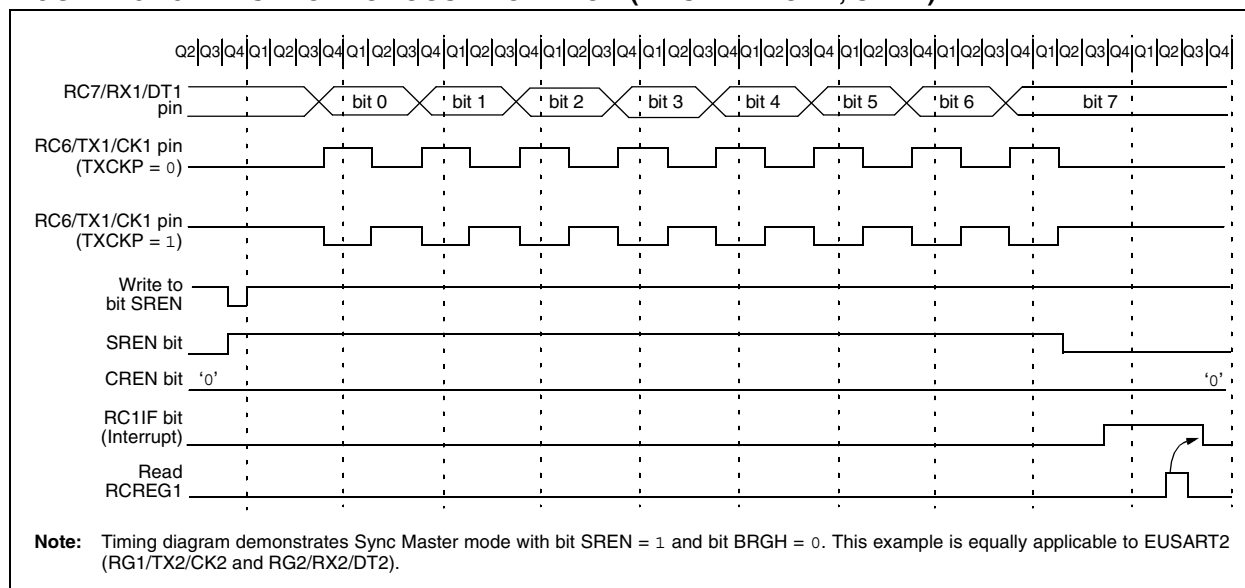 Q2 Q3 Q4 Q1 Q2 Q3 Q4 Q1 Q2 Q3 Q4 Q1 Q2 Q3 Q4 Q1 Q2 Q3 Q4 Q1 Q2 Q3 Q4 Q1 Q2 Q3 Q4 Q1 Q2 Q3 Q4 Q1 Q2 Q3 Q4 Q1 Q2 Q3 Q4 Q1 Q2 Q3 Q4
RC7/RX1/DT1
pin
bit 0 bit 1 bit 2 bit 3 bit 4 bit 5 bit 6 bit 7
RC6/TX1/CK1 pin
(TXCKP = 0)
RC6/TX1/CK1 pin
(TXCKP = 1)
Write to
bit SREN
SREN bit
CREN bit ‘0’ ‘0’
RC1IF bit
(Interrupt)
Read
RCREG1
Note: Timing diagram demonstrates Sync Master mode with bit SREN = 1 and bit BRGH = 0. This example is equally applicable to EUSART2
(RG1/TX2/CK2 and RG2/RX2/DT2).